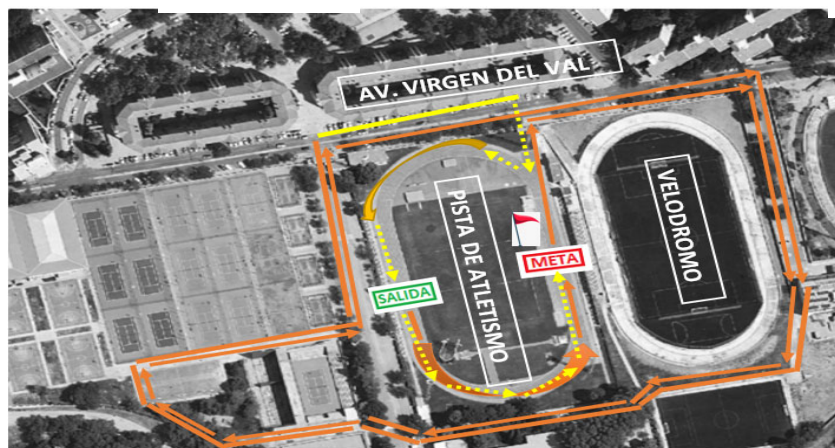 AV. VIRGEN DEL VAL
PISTA DE ATLETISMO
VELODROMO
META
SALIDA